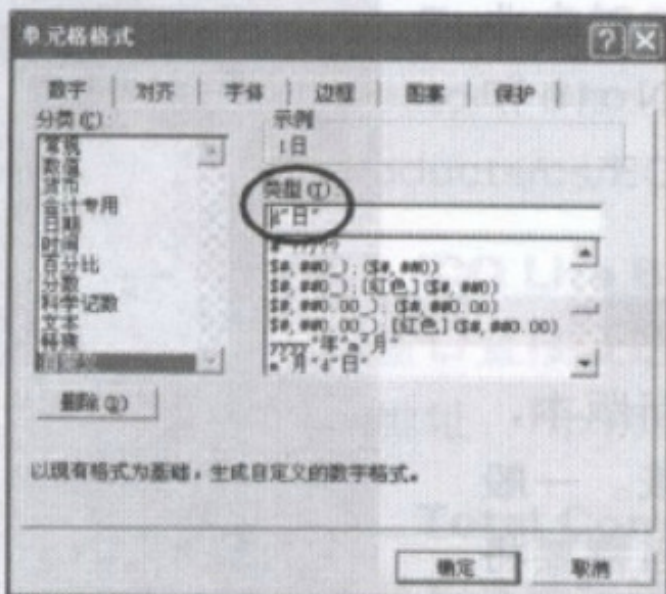 单元格格式
数字 对齐 字体 边框 图案 保护
分类(C)
常规
数值
货币
会计专用
日期
时间
百分比
分数
科学记数
文本
特殊
自定义
示例
1日
类型(T)
d"日"
# ??/??
$#,##0_);($#,##0)
$#,##0_);[红色]($#,##0)
$#,##0.00_);($#,##0.00)
$#,##0.00_);[红色]($#,##0.00)
yyyy"年"m"月"
m"月"d"日"
删除(D)
以现有格式为基础，生成自定义的数字格式。
确定 取消
一般